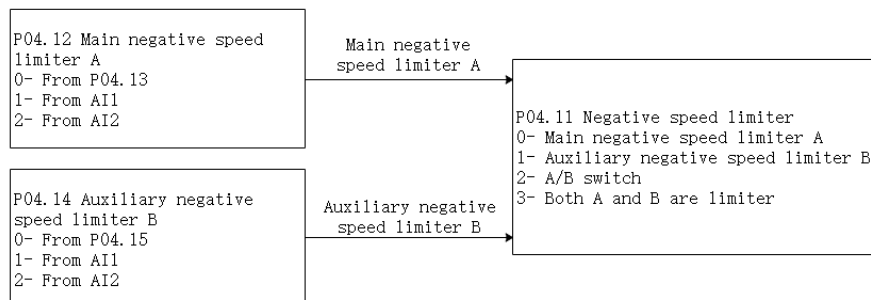 P04.12 Main negative speed
limiter A
0- From P04.13
1- From AI1
2- From AI2
Main negative
speed limiter A
P04.14 Auxiliary negative
speed limiter B
0- From P04.15
1- From AI1
2- From AI2
Auxiliary negative
speed limiter B
P04.11 Negative speed limiter
0- Main negative speed limiter A
1- Auxiliary negative speed limiter B
2- A/B switch
3- Both A and B are limiter